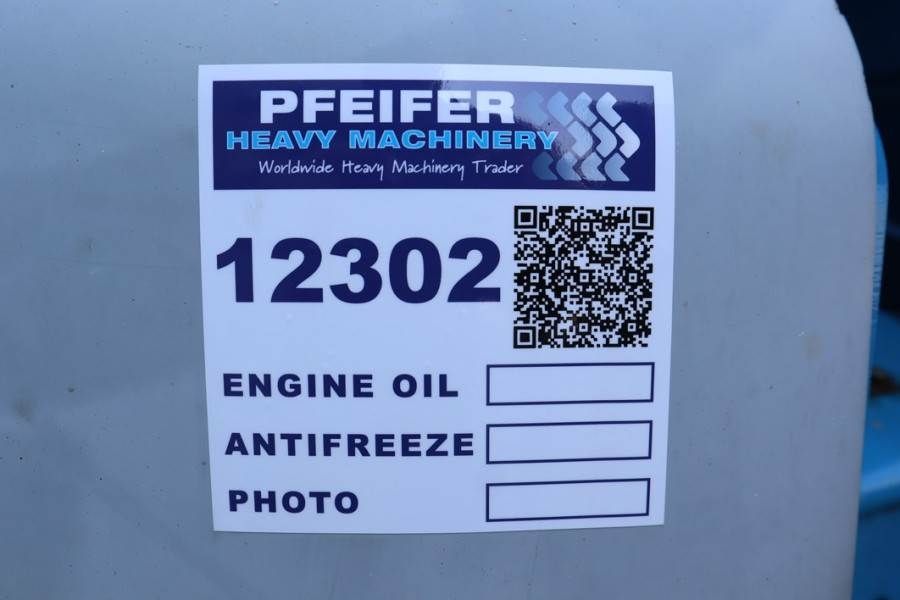 PFEIFER
HEAVY MACHINERY
Worldwide Heavy Machinery Trader
12302
ENGINE OIL
ANTIFREEZE
PHOTO